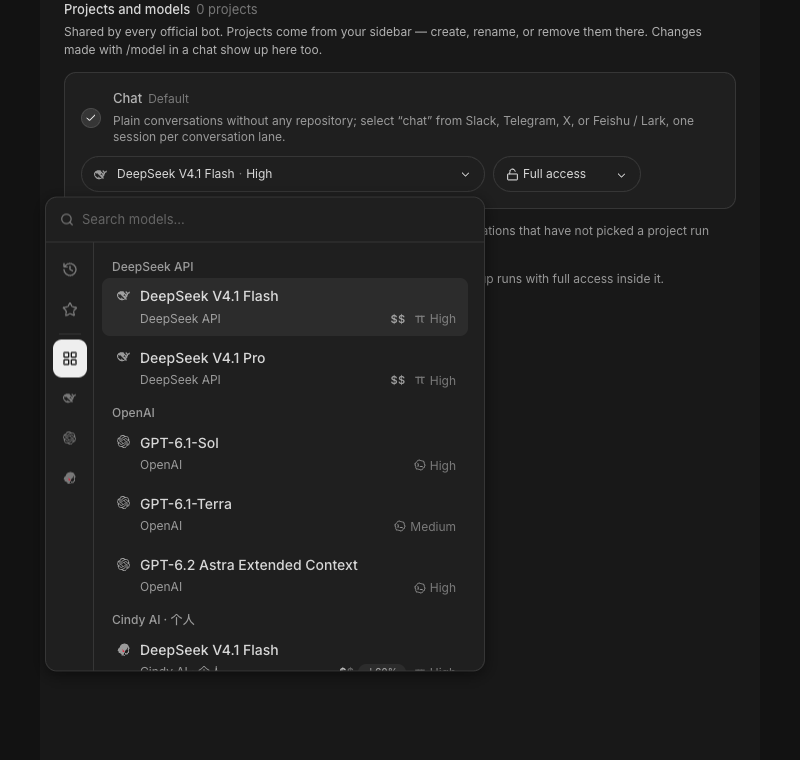 Projects and models 0 projects
Shared by every official bot. Projects come from your sidebar — create, rename, or remove them there. Changes
made with /model in a chat show up here too.
Chat Default
Plain conversations without any repository; select “chat” from Slack, Telegram, X, or Feishu / Lark, one
session per conversation lane.
DeepSeek V4.1 Flash · High
Full access
ations that have not picked a project run
p runs with full access inside it.
Search models...
DeepSeek API
DeepSeek V4.1 Flash
DeepSeek API $$ High
DeepSeek V4.1 Pro
DeepSeek API $$ High
OpenAI
GPT-6.1-Sol
OpenAI High
GPT-6.1-Terra
OpenAI Medium
GPT-6.2 Astra Extended Context
OpenAI High
Cindy AI · 个人
DeepSeek V4.1 Flash
Cindy AI · 个人 $$ High